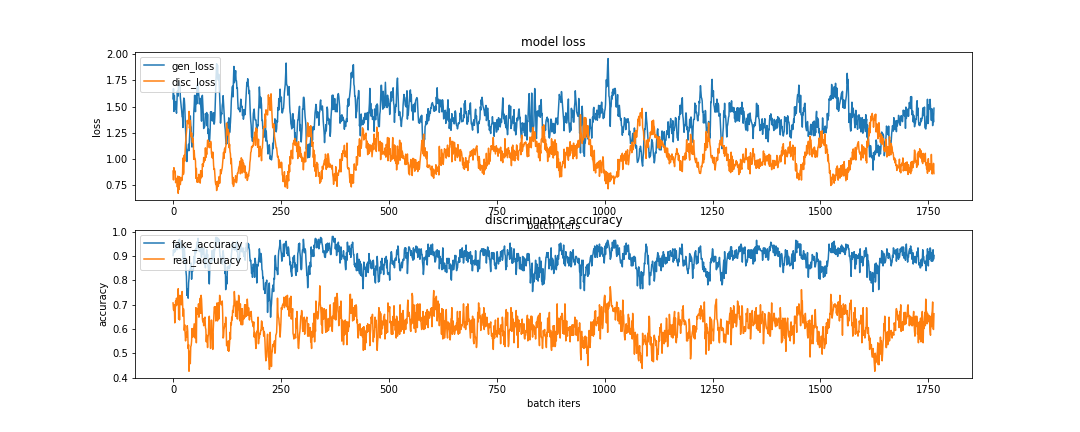 model loss
2.00
1.75
1.50
1.25
1.00
0.75
loss
gen_loss
disc_loss
0 250 500 750 1000 1250 1500 1750
batch iters
discriminator accuracy
1.0
0.9
0.8
0.7
0.6
0.5
0.4
accuracy
fake_accuracy
real_accuracy
0 250 500 750 1000 1250 1500 1750
batch iters